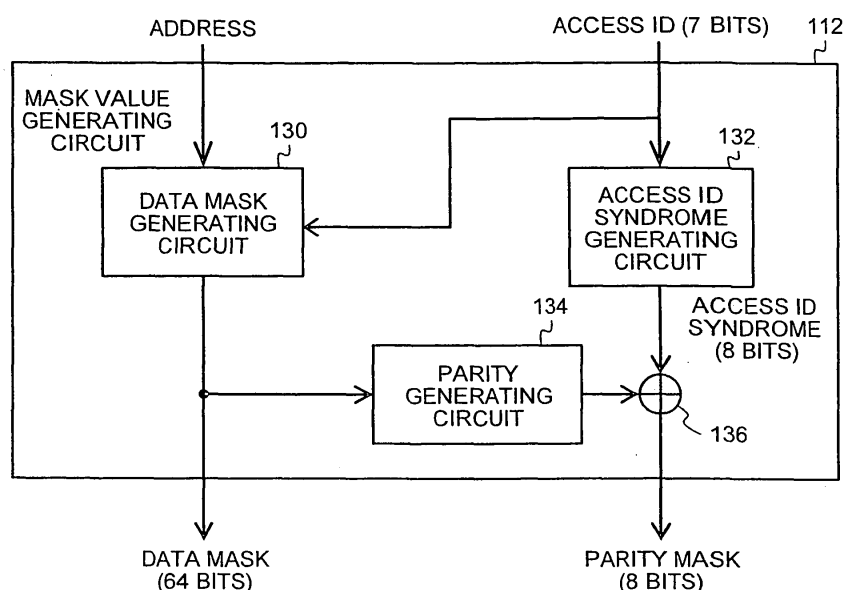 ADDRESS
ACCESS ID (7 BITS)
112
MASK VALUE
GENERATING
CIRCUIT
130
132
DATA MASK
GENERATING
CIRCUIT
ACCESS ID
SYNDROME
GENERATING
CIRCUIT
134
ACCESS ID
SYNDROME
(8 BITS)
PARITY
GENERATING
CIRCUIT
136
DATA MASK
(64 BITS)
PARITY MASK
(8 BITS)